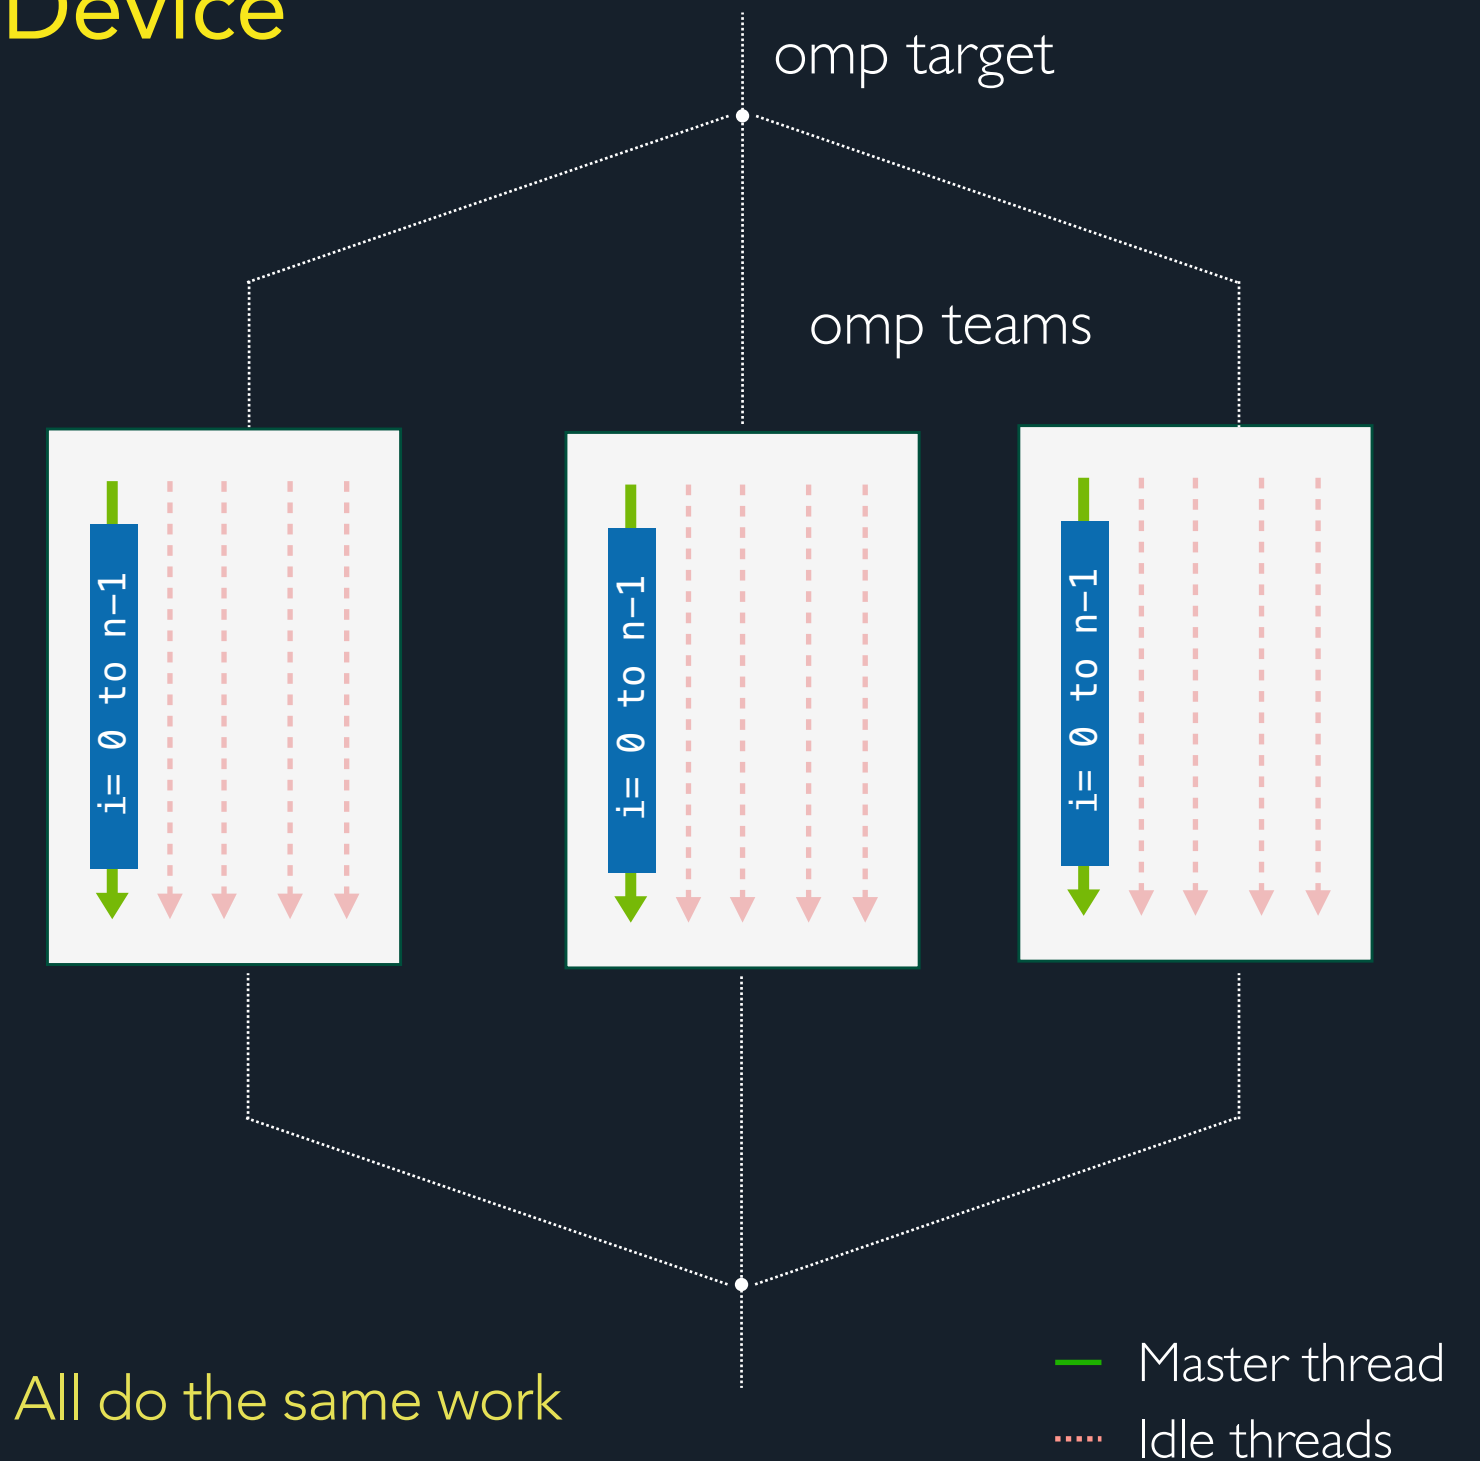 Device
omp target
omp teams
i= 0 to n-1
i= 0 to n-1
i= 0 to n-1
All do the same work
Master thread
Idle threads